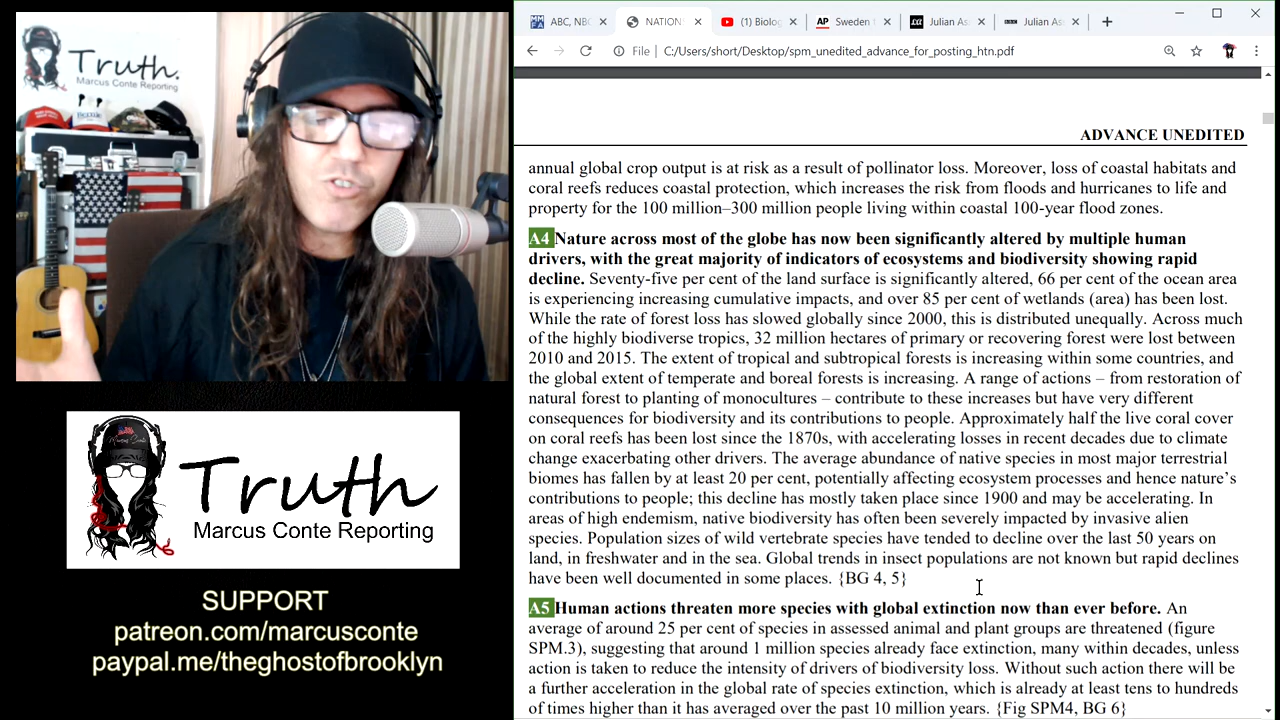 Truth.
Marcus Conte Reporting
Bernie
Truth
Marcus Conte Reporting
SUPPORT
patreon.com/marcusconte
paypal.me/theghostofbrooklyn
ABC, NBC
NATION
(1) Biolog
AP Sweden t
Julian As
Julian As
File | C:/Users/short/Desktop/spm_unedited_advance_for_posting_htn.pdf
ADVANCE UNEDITED
annual global crop output is at risk as a result of pollinator loss. Moreover, loss of coastal habitats and
coral reefs reduces coastal protection, which increases the risk from floods and hurricanes to life and
property for the 100 million–300 million people living within coastal 100-year flood zones.
A4 Nature across most of the globe has now been significantly altered by multiple human
drivers, with the great majority of indicators of ecosystems and biodiversity showing rapid
decline. Seventy-five per cent of the land surface is significantly altered, 66 per cent of the ocean area
is experiencing increasing cumulative impacts, and over 85 per cent of wetlands (area) has been lost.
While the rate of forest loss has slowed globally since 2000, this is distributed unequally. Across much
of the highly biodiverse tropics, 32 million hectares of primary or recovering forest were lost between
2010 and 2015. The extent of tropical and subtropical forests is increasing within some countries, and
the global extent of temperate and boreal forests is increasing. A range of actions – from restoration of
natural forest to planting of monocultures – contribute to these increases but have very different
consequences for biodiversity and its contributions to people. Approximately half the live coral cover
on coral reefs has been lost since the 1870s, with accelerating losses in recent decades due to climate
change exacerbating other drivers. The average abundance of native species in most major terrestrial
biomes has fallen by at least 20 per cent, potentially affecting ecosystem processes and hence nature's
contributions to people; this decline has mostly taken place since 1900 and may be accelerating. In
areas of high endemism, native biodiversity has often been severely impacted by invasive alien
species. Population sizes of wild vertebrate species have tended to decline over the last 50 years on
land, in freshwater and in the sea. Global trends in insect populations are not known but rapid declines
have been well documented in some places. {BG 4, 5}
A5 Human actions threaten more species with global extinction now than ever before. An
average of around 25 per cent of species in assessed animal and plant groups are threatened (figure
SPM.3), suggesting that around 1 million species already face extinction, many within decades, unless
action is taken to reduce the intensity of drivers of biodiversity loss. Without such action there will be
a further acceleration in the global rate of species extinction, which is already at least tens to hundreds
of times higher than it has averaged over the past 10 million years. {Fig SPM4, BG 6}